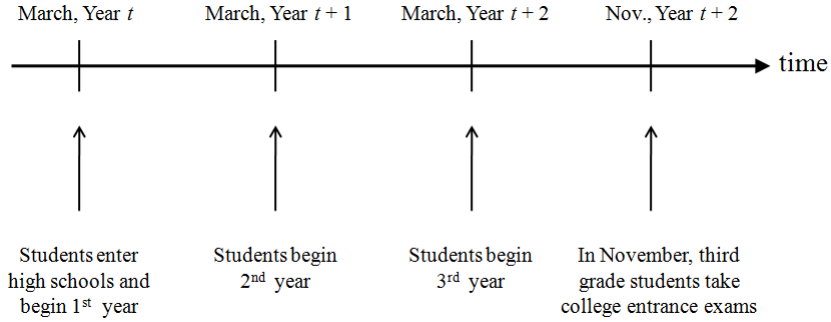 March, Year t
March, Year t + 1
March, Year t + 2
Nov., Year t + 2
time
Students enter
high schools and
begin 1st year
Students begin
2nd year
Students begin
3rd year
In November, third
grade students take
college entrance exams